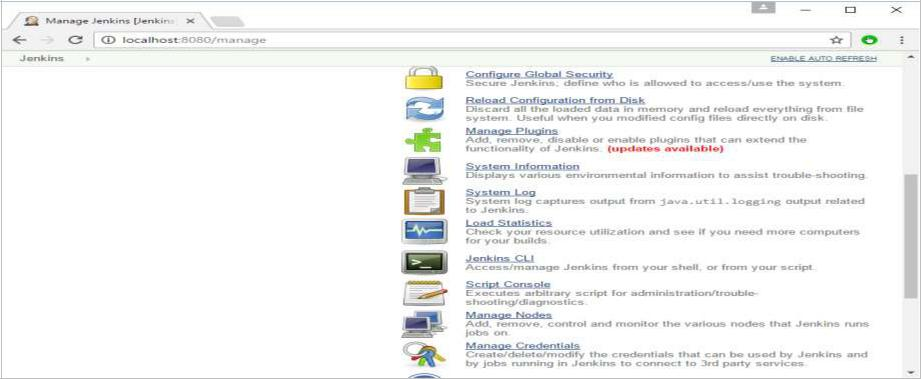 Manage Jenkins [Jenkins
localhost:8080/manage
Jenkins
ENABLE AUTO REFRESH
Configure Global Security
Secure Jenkins; define who is allowed to access/use the system.
Reload Configuration from Disk
Discard all the loaded data in memory and reload everything from file
system. Useful when you modified config files directly on disk.
Manage Plugins
Add, remove, disable or enable plugins that can extend the
functionality of Jenkins. (updates available)
System Information
Displays various environmental information to assist trouble-shooting.
System Log
System log captures output from java.util.logging output related
to Jenkins.
Load Statistics
Check your resource utilization and see if you need more computers
for your builds.
Jenkins CLI
Access/manage Jenkins from your shell, or from your script.
Script Console
Executes arbitrary script for administration/trouble-
shooting/diagnostics.
Manage Nodes
Add, remove, control and monitor the various nodes that Jenkins runs
jobs on.
Manage Credentials
Create/delete/modify the credentials that can be used by Jenkins and
by jobs running in Jenkins to connect to 3rd party services.